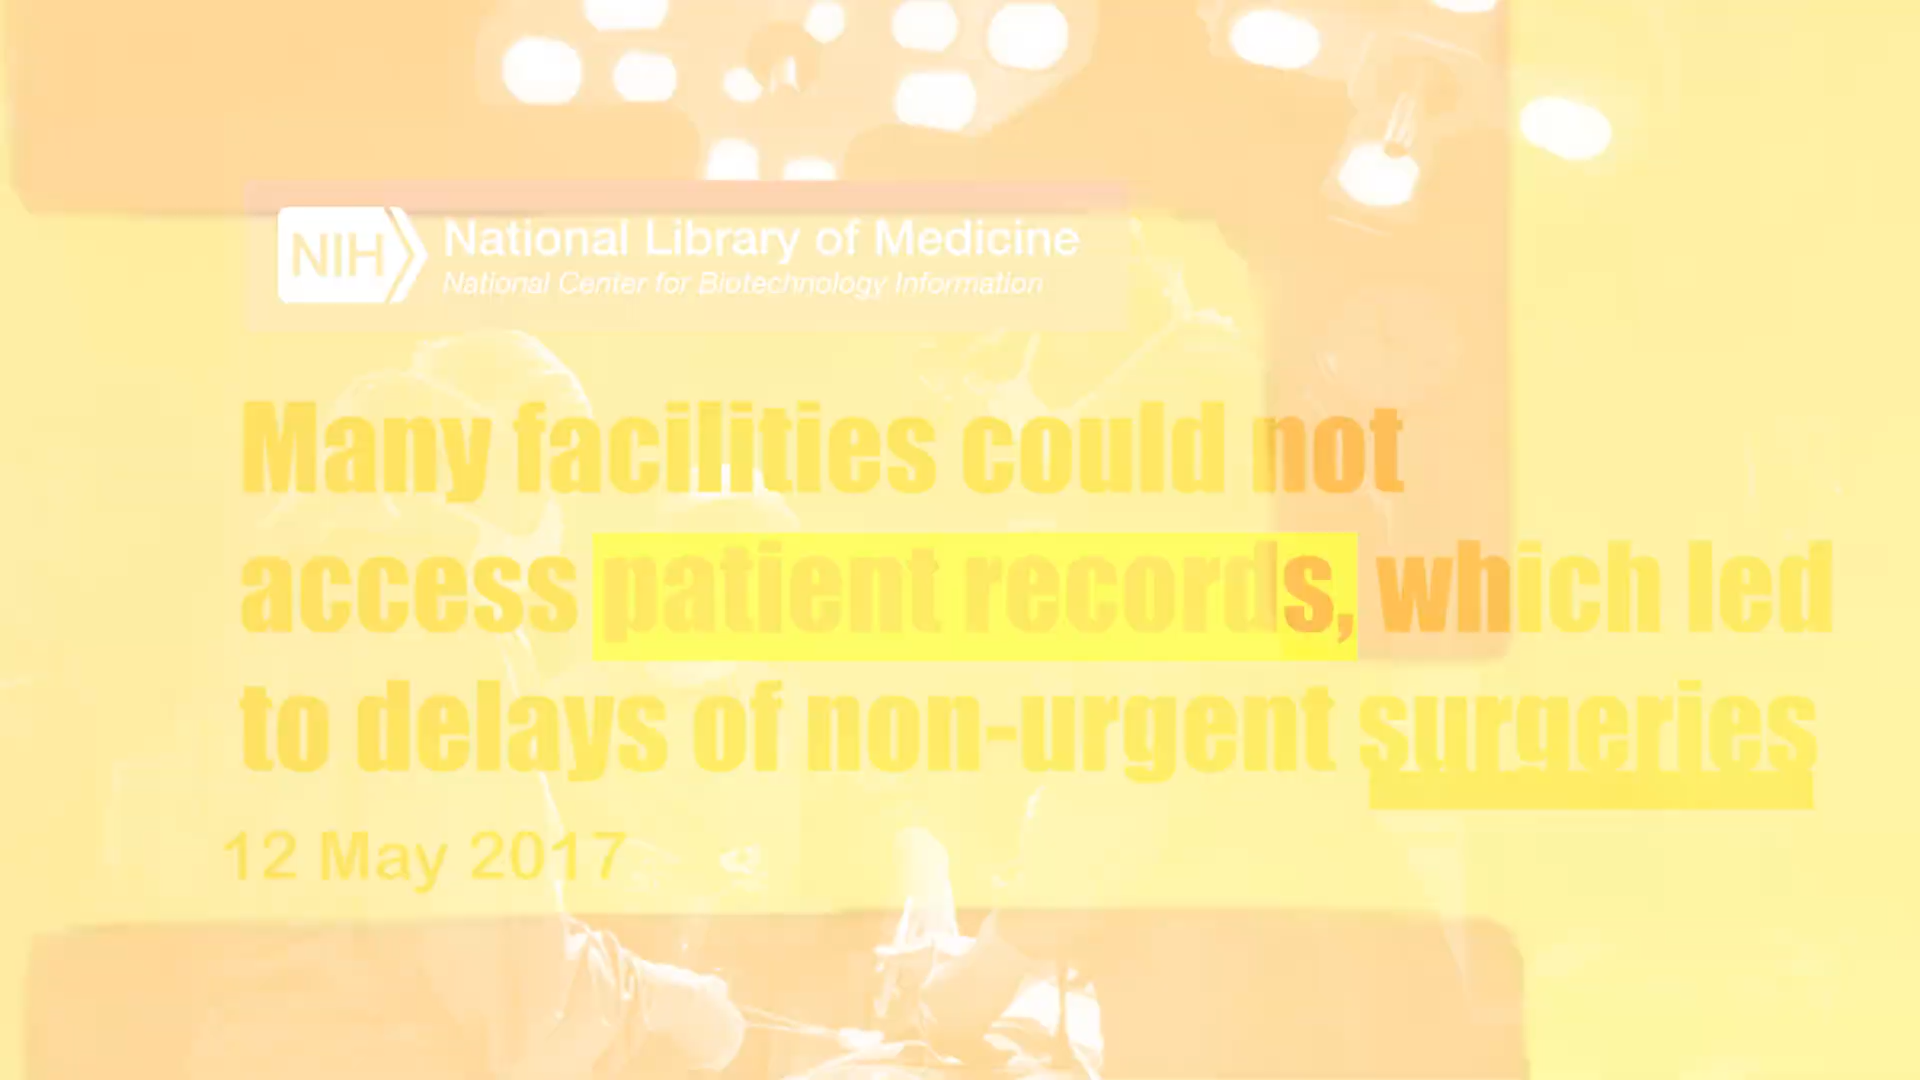 NIH
National Library of Medicine
National Center for Biotechnology Information
Many facilities could not
access patient records, which led
to delays of non-urgent surgeries
12 May 2017